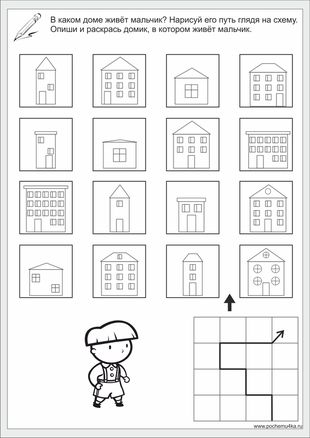 В каком доме живёт мальчик? Нарисуй его путь глядя на схему.
Опиши и раскрась домик, в котором живёт мальчик.
www.pochemu4ka.ru